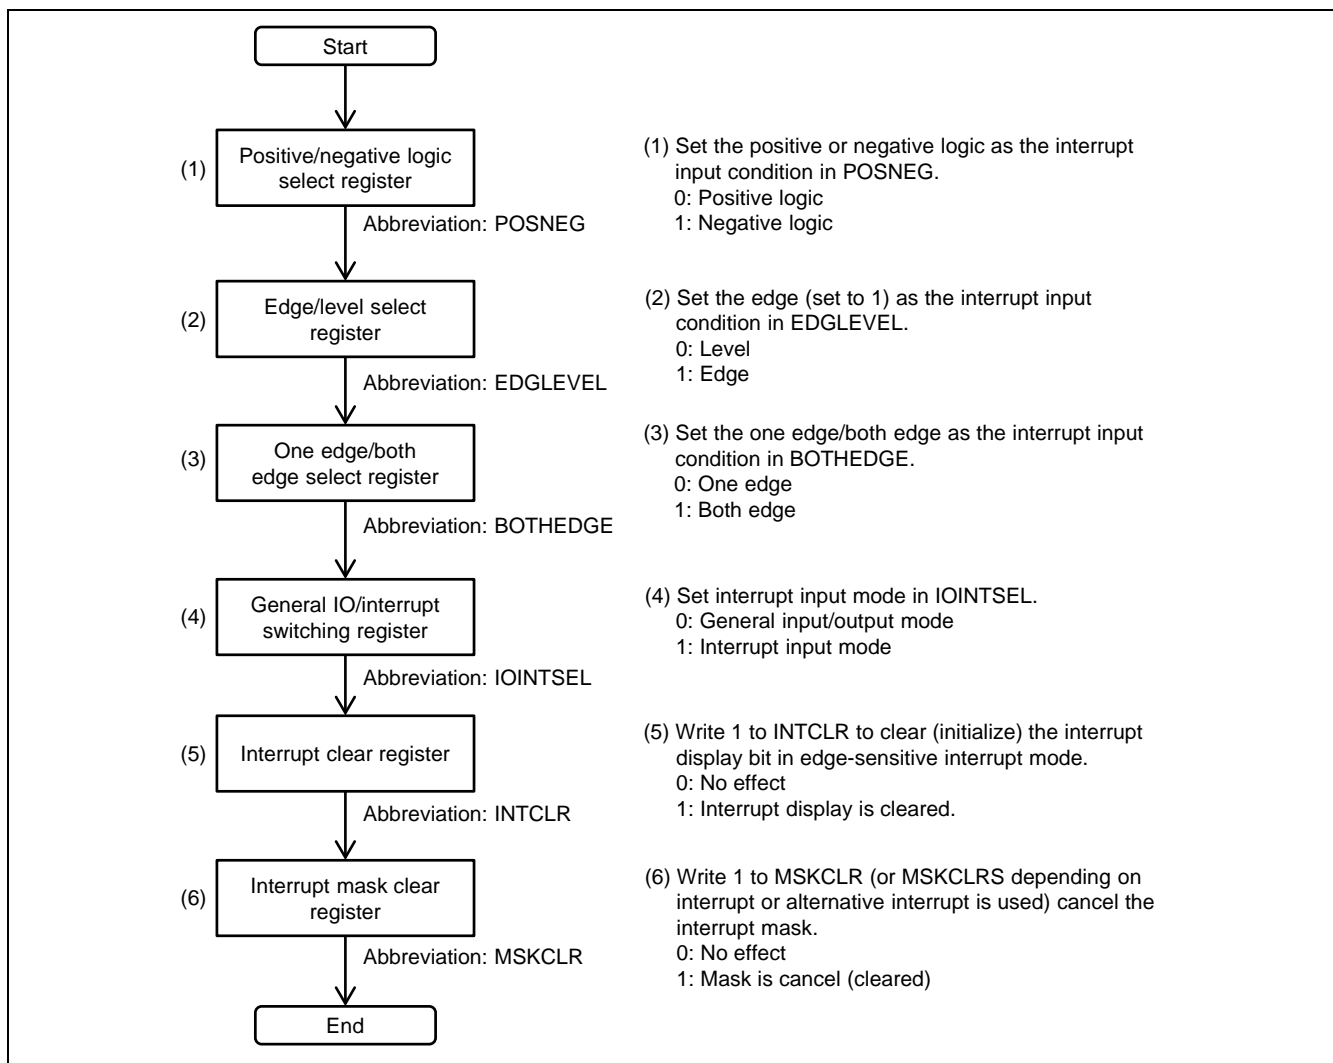 Start
(1)
Positive/negative logic
select register
(1) Set the positive or negative logic as the interrupt
input condition in POSNEG.
0: Positive logic
1: Negative logic
Abbreviation: POSNEG
(2)
Edge/level select
register
(2) Set the edge (set to 1) as the interrupt input
condition in EDGLEVEL.
0: Level
1: Edge
Abbreviation: EDGLEVEL
(3)
One edge/both
edge select register
(3) Set the one edge/both edge as the interrupt input
condition in BOTHEDGE.
0: One edge
1: Both edge
Abbreviation: BOTHEDGE
(4)
General IO/interrupt
switching register
(4) Set interrupt input mode in IOINTSEL.
0: General input/output mode
1: Interrupt input mode
Abbreviation: IOINTSEL
(5)
Interrupt clear register
(5) Write 1 to INTCLR to clear (initialize) the interrupt
display bit in edge-sensitive interrupt mode.
0: No effect
1: Interrupt display is cleared.
Abbreviation: INTCLR
(6)
Interrupt mask clear
register
(6) Write 1 to MSKCLR (or MSKCLRS depending on
interrupt or alternative interrupt is used) cancel the
interrupt mask.
0: No effect
1: Mask is cancel (cleared)
Abbreviation: MSKCLR
End